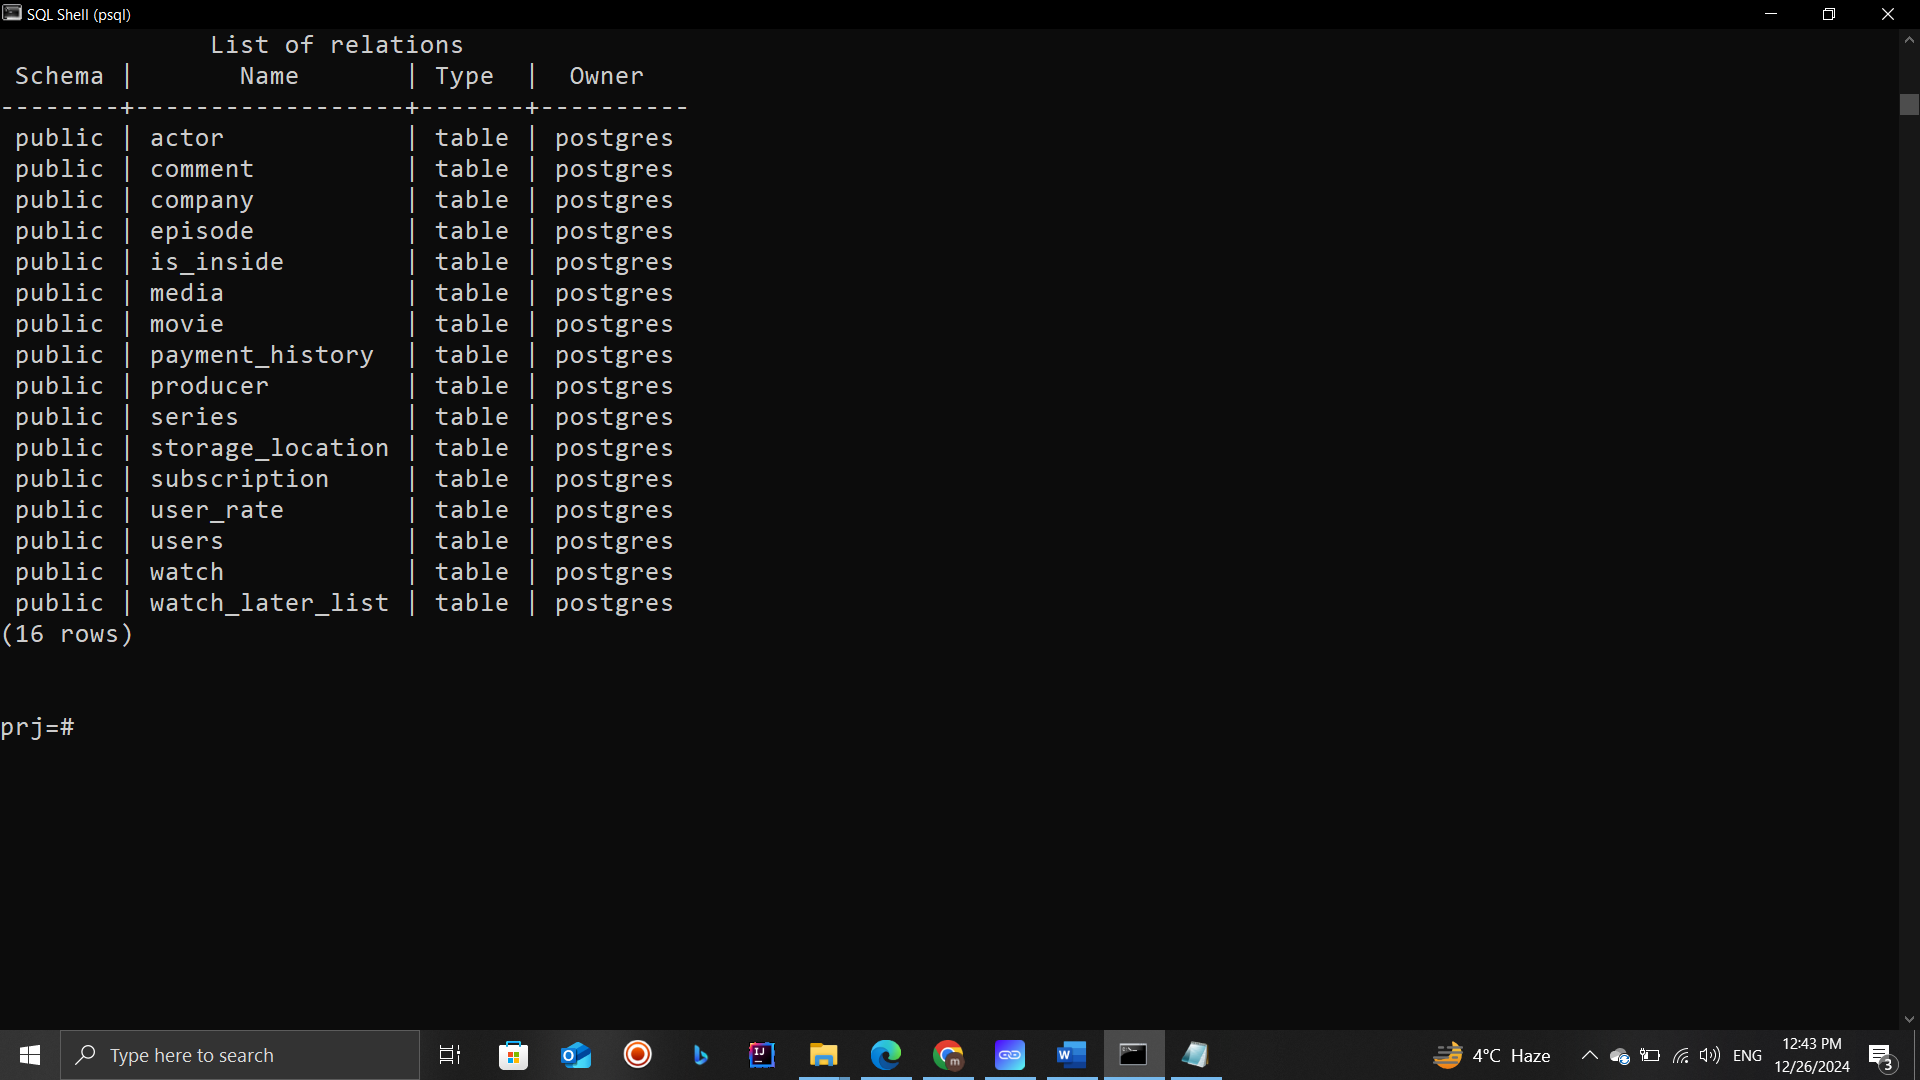 SQL Shell (psql)
              List of relations
 Schema |       Name       | Type  |  Owner
--------+------------------+-------+----------
 public | actor            | table | postgres
 public | comment          | table | postgres
 public | company          | table | postgres
 public | episode          | table | postgres
 public | is_inside        | table | postgres
 public | media            | table | postgres
 public | movie            | table | postgres
 public | payment_history  | table | postgres
 public | producer         | table | postgres
 public | series           | table | postgres
 public | storage_location | table | postgres
 public | subscription     | table | postgres
 public | user_rate        | table | postgres
 public | users            | table | postgres
 public | watch            | table | postgres
 public | watch_later_list | table | postgres
(16 rows)
prj=#
Type here to search
4°C Haze
ENG
12:43 PM
12/26/2024
3